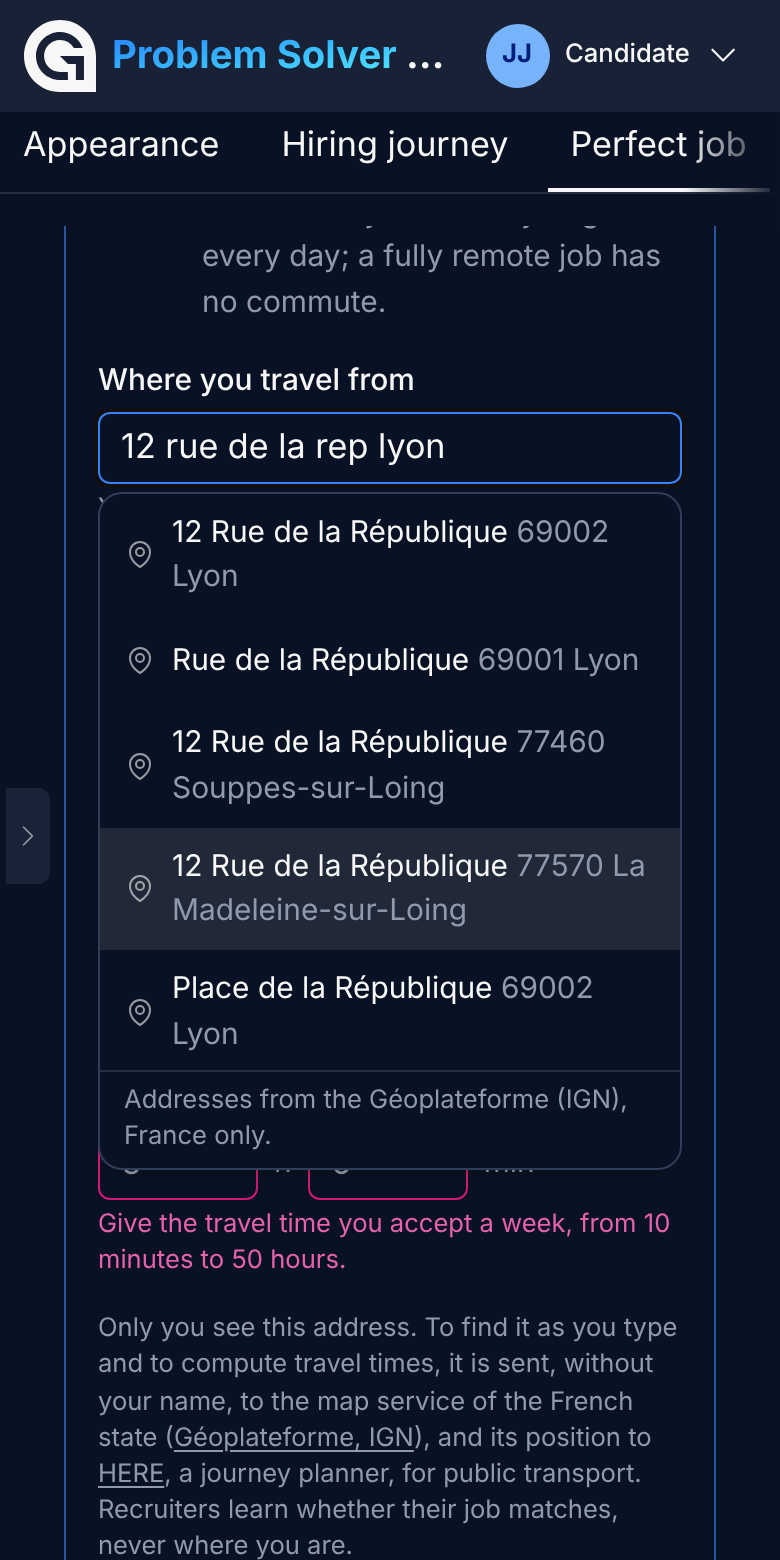 Problem Solver ...
JJ
Candidate
Appearance
Hiring journey
Perfect job
every day; a fully remote job has
no commute.
Where you travel from
12 rue de la rep lyon
12 Rue de la République 69002
Lyon
Rue de la République 69001 Lyon
12 Rue de la République 77460
Souppes-sur-Loing
12 Rue de la République 77570 La
Madeleine-sur-Loing
Place de la République 69002
Lyon
Addresses from the Géoplateforme (IGN),
France only.
Give the travel time you accept a week, from 10
minutes to 50 hours.
Only you see this address. To find it as you type
and to compute travel times, it is sent, without
your name, to the map service of the French
state (Géoplateforme, IGN), and its position to
HERE, a journey planner, for public transport.
Recruiters learn whether their job matches,
never where you are.